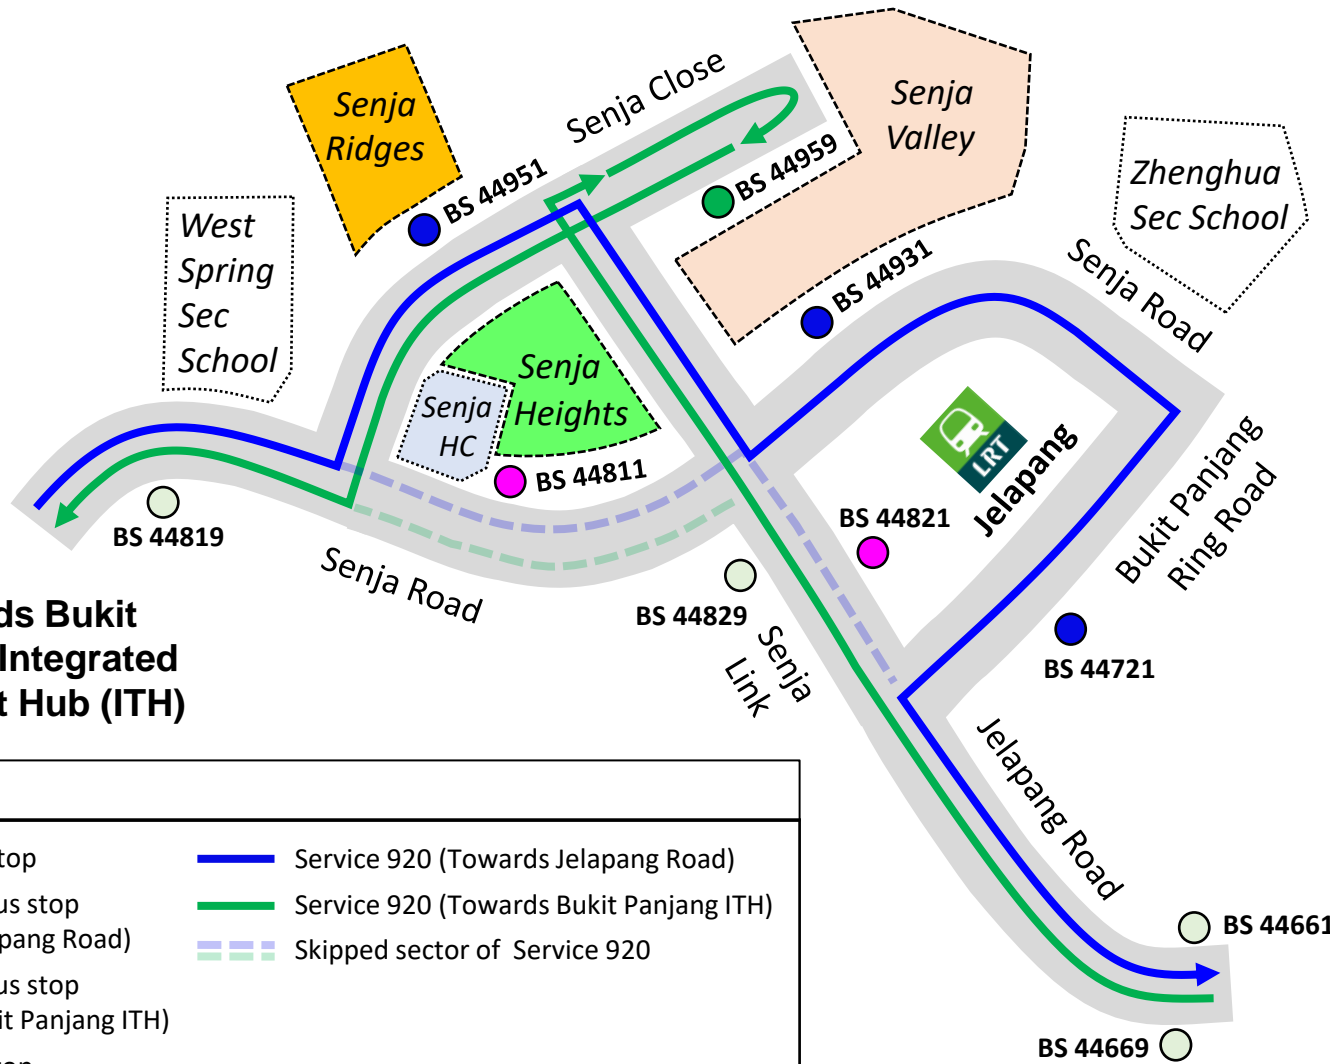 Senja Close
Senja
Ridges
Senja
Valley
BS 44951
BS 44959
Zhenghua
Sec School
West
Spring
Sec
School
BS 44931
Senja Road
Senja
Heights
Senja
HC
BS 44811
LRT
Jelapang
Bukit Panjang
Ring Road
BS 44819
BS 44821
Senja Road
BS 44829
Senja
Link
BS 44721
ds Bukit
Integrated
t Hub (ITH)
Jelapang Road
top
us stop
pang Road)
us stop
it Panjang ITH)
Service 920 (Towards Jelapang Road)
Service 920 (Towards Bukit Panjang ITH)
Skipped sector of Service 920
BS 44661
BS 44669